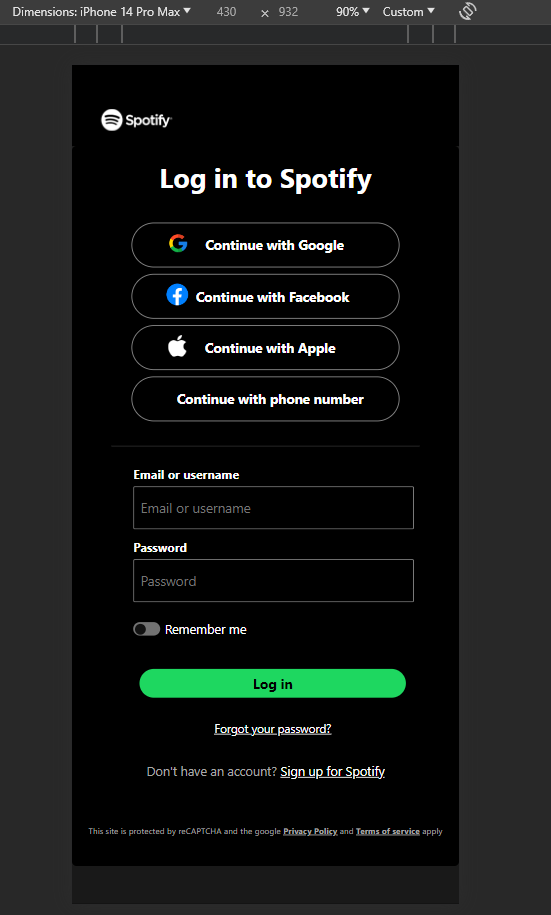 Dimensions: iPhone 14 Pro Max 430 × 932 90% Custom
Spotify
Log in to Spotify
Continue with Google
Continue with Facebook
Continue with Apple
Continue with phone number
Email or username
Email or username
Password
Password
Remember me
Log in
Forgot your password?
Don't have an account? Sign up for Spotify
This site is protected by reCAPTCHA and the google Privacy Policy and Terms of service apply